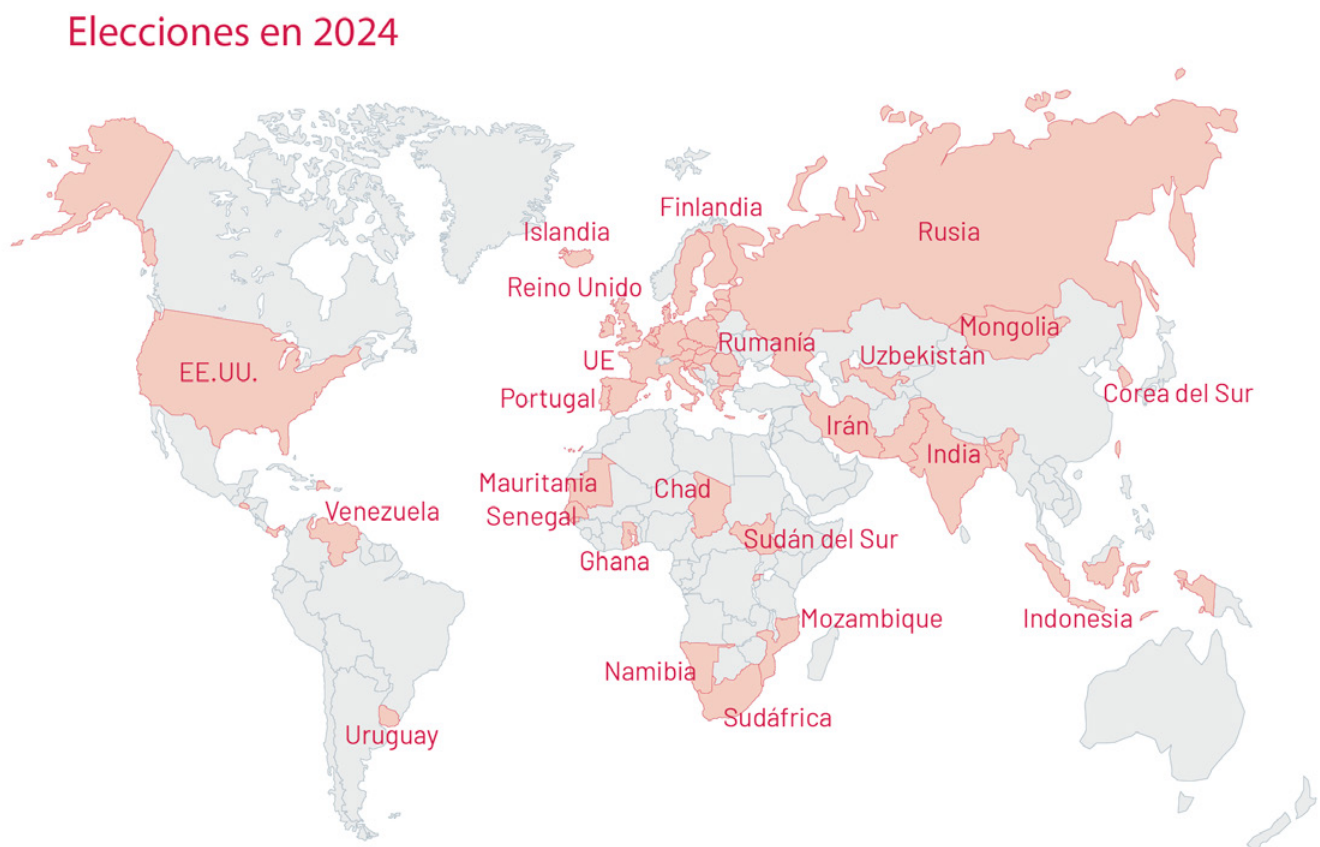 Elecciones en 2024
Finlandia
Islandia
Rusia
Reino Unido
Mongolia
Rumanía
Uzbekistán
UE
EE.UU.
Corea del Sur
Portugal
Irán
India
Mauritania
Chad
Venezuela
Senegal
Sudán del Sur
Ghana
Mozambique
Indonesia
Namibia
Sudáfrica
Uruguay